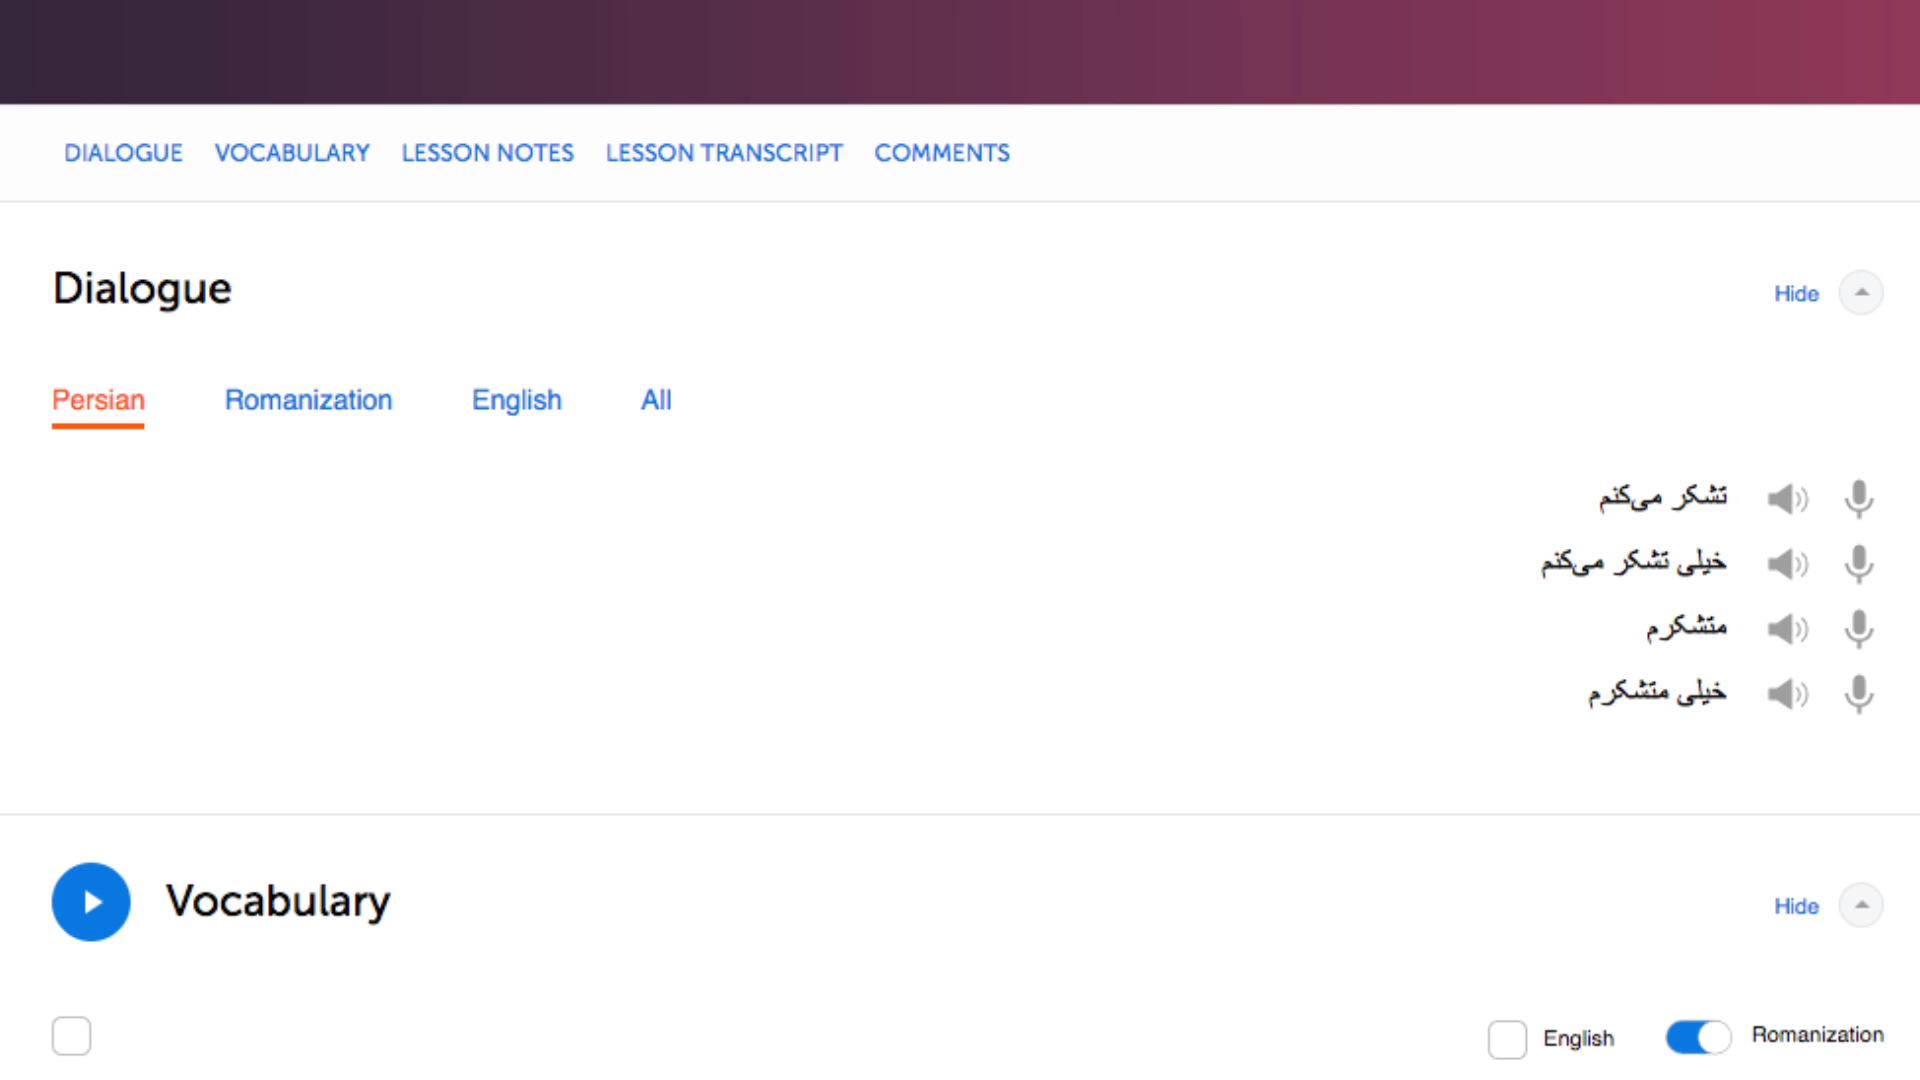 DIALOGUE VOCABULARY LESSON NOTES LESSON TRANSCRIPT COMMENTS
Dialogue
Hide
Persian Romanization English All
تشکر می‌کنم
خیلی تشکر می‌کنم
متشکرم
خیلی متشکرم
Vocabulary
Hide
English Romanization